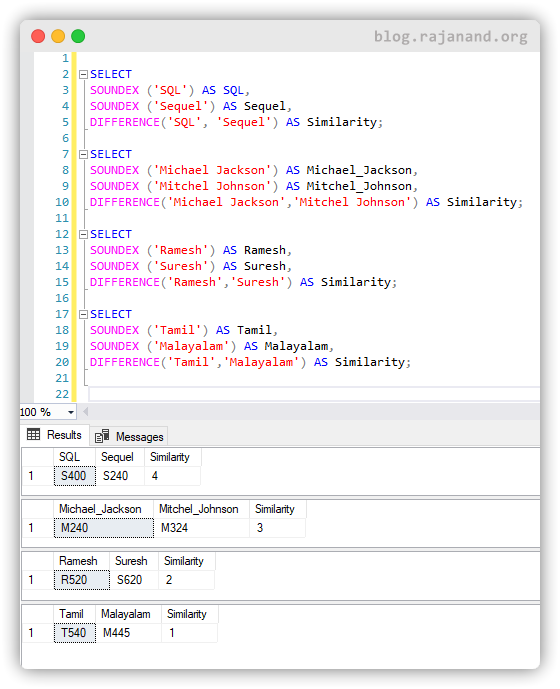 blog.rajanand.org
1
2 SELECT
3 SOUNDEX ('SQL') AS SQL,
4 SOUNDEX ('Sequel') AS Sequel,
5 DIFFERENCE('SQL', 'Sequel') AS Similarity;
6
7 SELECT
8 SOUNDEX ('Michael Jackson') AS Michael_Jackson,
9 SOUNDEX ('Mitchel Johnson') AS Mitchel_Johnson,
10 DIFFERENCE('Michael Jackson','Mitchel Johnson') AS Similarity;
11
12 SELECT
13 SOUNDEX ('Ramesh') AS Ramesh,
14 SOUNDEX ('Suresh') AS Suresh,
15 DIFFERENCE('Ramesh','Suresh') AS Similarity;
16
17 SELECT
18 SOUNDEX ('Tamil') AS Tamil,
19 SOUNDEX ('Malayalam') AS Malayalam,
20 DIFFERENCE('Tamil','Malayalam') AS Similarity;
21
22
100 %
Results Messages
SQL Sequel Similarity
1 S400 S240 4
Michael_Jackson Mitchel_Johnson Similarity
1 M240 M324 3
Ramesh Suresh Similarity
1 R520 S620 2
Tamil Malayalam Similarity
1 T540 M445 1